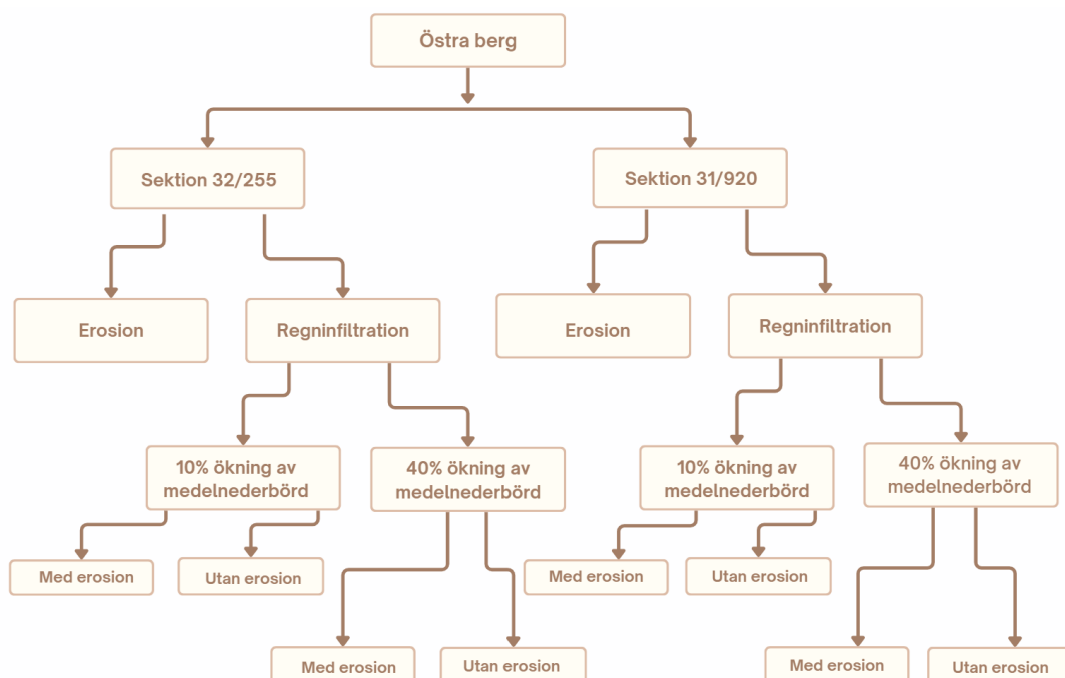 Östra berg
Sektion 32/255
Sektion 31/920
Erosion
Regninfiltration
Erosion
Regninfiltration
10% ökning av
medelnederbörd
40% ökning av
medelnederbörd
10% ökning av
medelnederbörd
40% ökning av
medelnederbörd
Med erosion
Utan erosion
Med erosion
Utan erosion
Med erosion
Utan erosion
Med erosion
Utan erosion